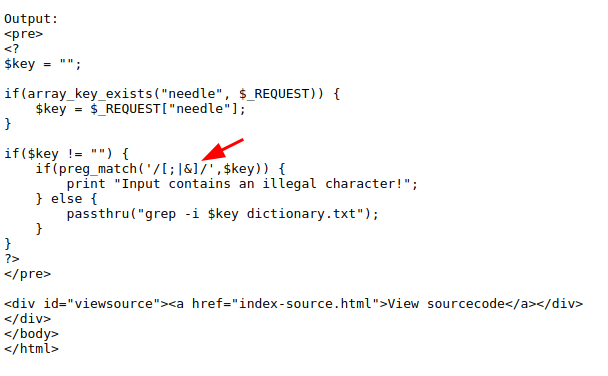 Output:
<pre>
<?
$key = "";

if(array_key_exists("needle", $_REQUEST)) {
    $key = $_REQUEST["needle"];
}

if($key != "") {
    if(preg_match('/[;|&]/',$key)) {
        print "Input contains an illegal character!";
    } else {
        passthru("grep -i $key dictionary.txt");
    }
}
?>
</pre>

<div id="viewsource"><a href="index-source.html">View sourcecode</a></div>
</div>
</body>
</html>